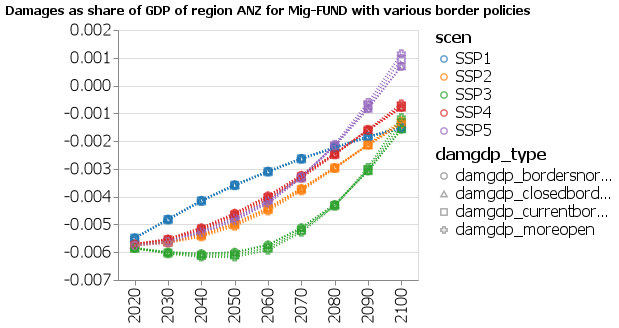 Damages as share of GDP of region ANZ for Mig-FUND with various border policies
0.002
0.001
0.000
-0.001
-0.002
-0.003
-0.004
-0.005
-0.006
-0.007
2020
2030
2040
2050
2060
2070
2080
2090
2100
scen
SSP1
SSP2
SSP3
SSP4
SSP5
damgdp_type
damgdp_bordersnor...
damgdp_closedbord...
damgdp_currentbor...
damgdp_moreopen